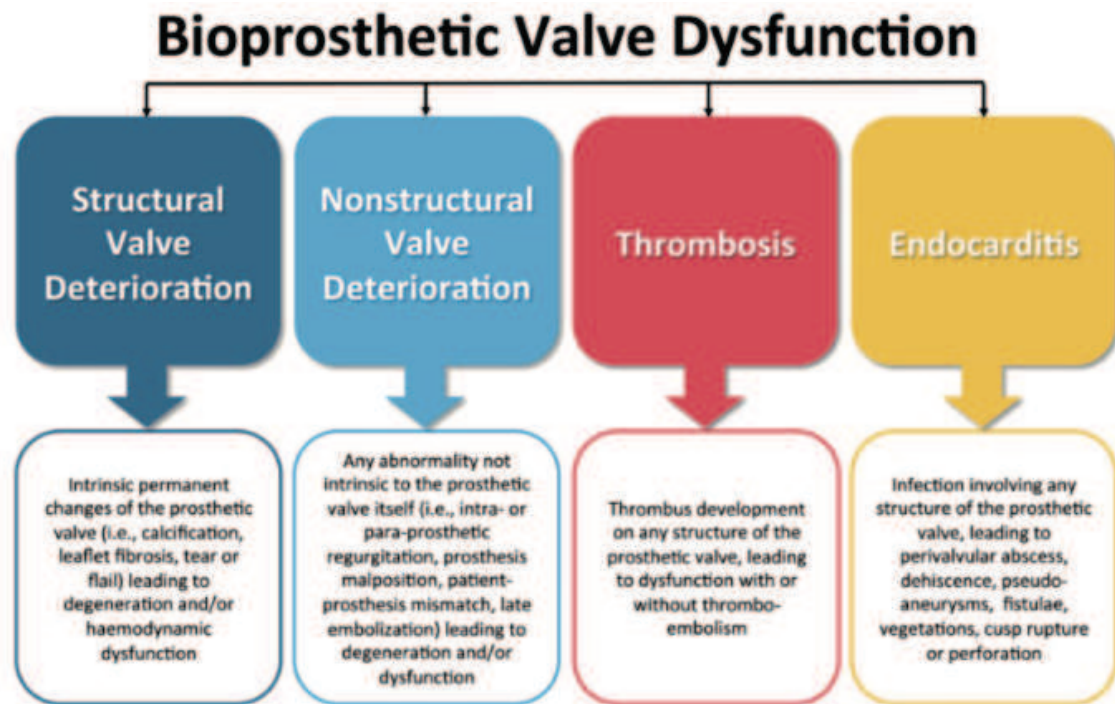 Bioprosthetic Valve Dysfunction
Structural
Valve
Deterioration
Nonstructural
Valve
Deterioration
Thrombosis
Endocarditis
Intrinsic permanent
changes of the prosthetic
valve (i.e., calcification,
leaflet fibrosis, tear or
flail) leading to
degeneration and/or
haemodynamic
dysfunction
Any abnormality not
intrinsic to the prosthetic
valve itself (i.e., intra- or
para-prosthetic
regurgitation, prosthesis
malposition, patient-
prosthesis mismatch, late
embolization) leading to
degeneration and/or
dysfunction
Thrombus development
on any structure of the
prosthetic valve, leading
to dysfunction with or
without thrombo-
embolism
Infection involving any
structure of the prosthetic
valve, leading to
perivalvular abscess,
dehiscence, pseudo-
aneurysms, fistulae,
vegetations, cusp rupture
or perforation